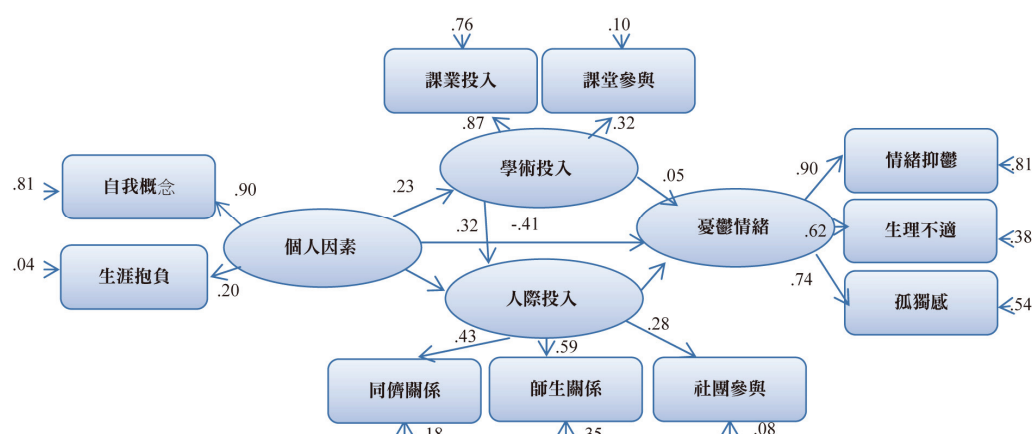 .76
.10
課業投入
課堂參與
.87
.32
學術投入
情緒抑鬱
.81
.81
自我概念
.90
.23
.05
.90
.32
-.41
個人因素
憂鬱情緒
.62
生理不適
.38
.04
生涯抱負
.20
人際投入
.74
孤獨感
.54
.43
.59
.28
同儕關係
師生關係
社團參與
.18
.35
.08